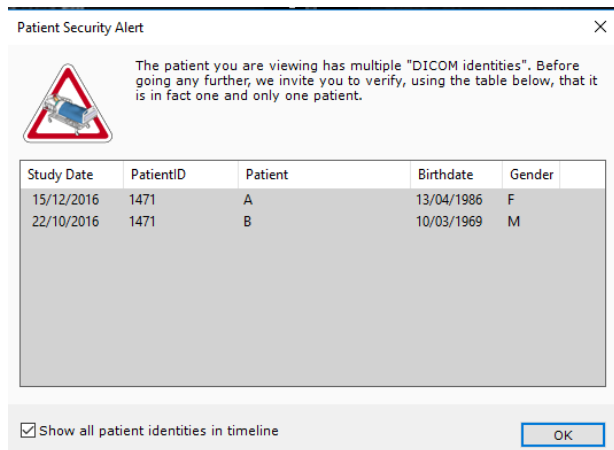 Patient Security Alert
The patient you are viewing has multiple "DICOM identities". Before
going any further, we invite you to verify, using the table below, that it
is in fact one and only one patient.
Study Date PatientID Patient Birthdate Gender
15/12/2016 1471 A 13/04/1986 F
22/10/2016 1471 B 10/03/1969 M
Show all patient identities in timeline
OK